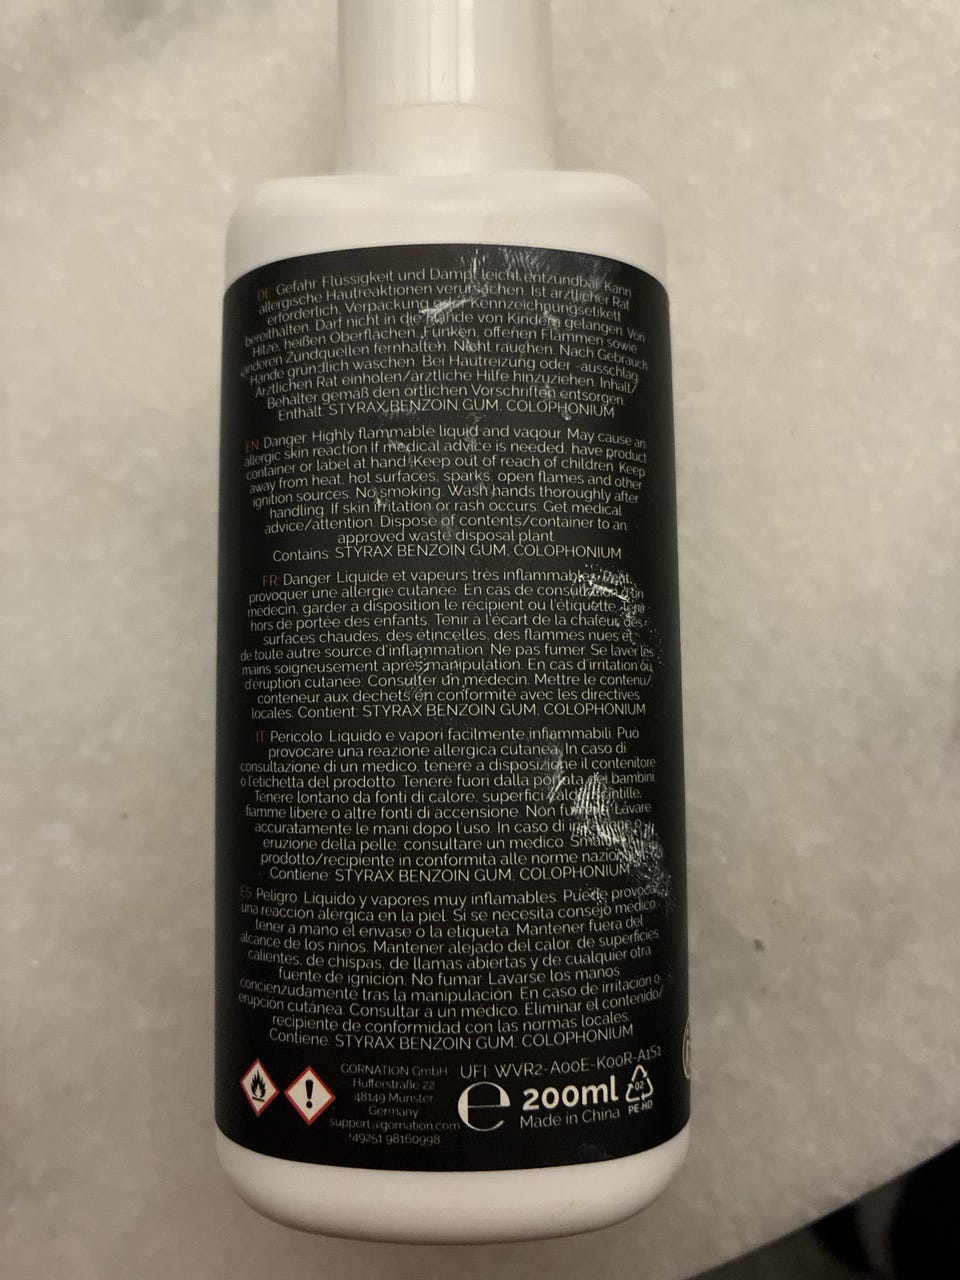 DE: Gefahr Flüssigkeit und Dampf leicht entzündbar Kann
allergische Hautreaktionen verursachen. Ist ärztlicher Rat
erforderlich, Verpackung oder Kennzeichnungsetikett
bereithalten. Darf nicht in die Hände von Kindern gelangen Von
Hitze, heißen Oberflächen, Funken, offenen Flammen sowie
anderen Zündquellen fernhalten. Nicht rauchen. Nach Gebrauch
Hände gründlich waschen. Bei Hautreizung oder -ausschlag
Ärztlichen Rat einholen/ärztliche Hilfe hinzuziehen. Inhalt/
Behälter gemäß den örtlichen Vorschriften entsorgen.
Enthält: STYRAX BENZOIN GUM, COLOPHONIUM
EN: Danger. Highly flammable liquid and vaqour. May cause an
allergic skin reaction If medical advice is needed, have product
container or label at hand. Keep out of reach of children. Keep
away from heat, hot surfaces, sparks, open flames and other
ignition sources. No smoking. Wash hands thoroughly after
handling. If skin irritation or rash occurs: Get medical
advice/attention. Dispose of contents/container to an
approved waste disposal plant
Contains: STYRAX BENZOIN GUM, COLOPHONIUM
FR: Danger. Liquide et vapeurs très inflammables. Peut
provoquer une allergie cutanée. En cas de consultation d'un
médecin, garder à disposition le récipient ou l'étiquette. Tenir
hors de portée des enfants. Tenir à l'écart de la chaleur, des
surfaces chaudes, des étincelles, des flammes nues et
de toute autre source d'inflammation. Ne pas fumer. Se laver les
mains soigneusement après manipulation. En cas d'irritation ou
d'éruption cutanée: Consulter un médecin. Mettre le contenu/
conteneur aux déchets en conformité avec les directives
locales. Contient: STYRAX BENZOIN GUM, COLOPHONIUM
IT: Pericolo. Liquido e vapori facilmente infiammabili. Può
provocare una reazione allergica cutanea. In caso di
consultazione di un medico, tenere a disposizione il contenitore
o l'etichetta del prodotto. Tenere fuori dalla portata dei bambini
Tenere lontano da fonti di calore, superfici calde, scintille,
fiamme libere o altre fonti di accensione. Non fumare. Lavare
accuratamente le mani dopo l'uso. In caso di irritazione o
eruzione della pelle: consultare un medico. Smaltire
prodotto/recipiente in conformità alle norme nazionali
Contiene: STYRAX BENZOIN GUM, COLOPHONIUM
ES: Peligro. Líquido y vapores muy inflamables. Puede provocar
una reacción alérgica en la piel. Si se necesita consejo médico,
tener a mano el envase o la etiqueta. Mantener fuera del
alcance de los niños. Mantener alejado del calor, de superficies
calientes, de chispas, de llamas abiertas y de cualquier otra
fuente de ignición. No fumar. Lavarse los manos
concienzudamente tras la manipulación. En caso de irritación o
erupción cutánea: Consultar a un médico. Eliminar el contenido/
recipiente de conformidad con las normas locales.
Contiene: STYRAX BENZOIN GUM, COLOPHONIUM
GORNATION GmbH
Hüfferstraße 22
48149 Münster
Germany
support@gornation.com
+49251 98160998
UFI WVR2-A00E-K00R-A1S1
e 200ml
Made in China
02
PE-HD